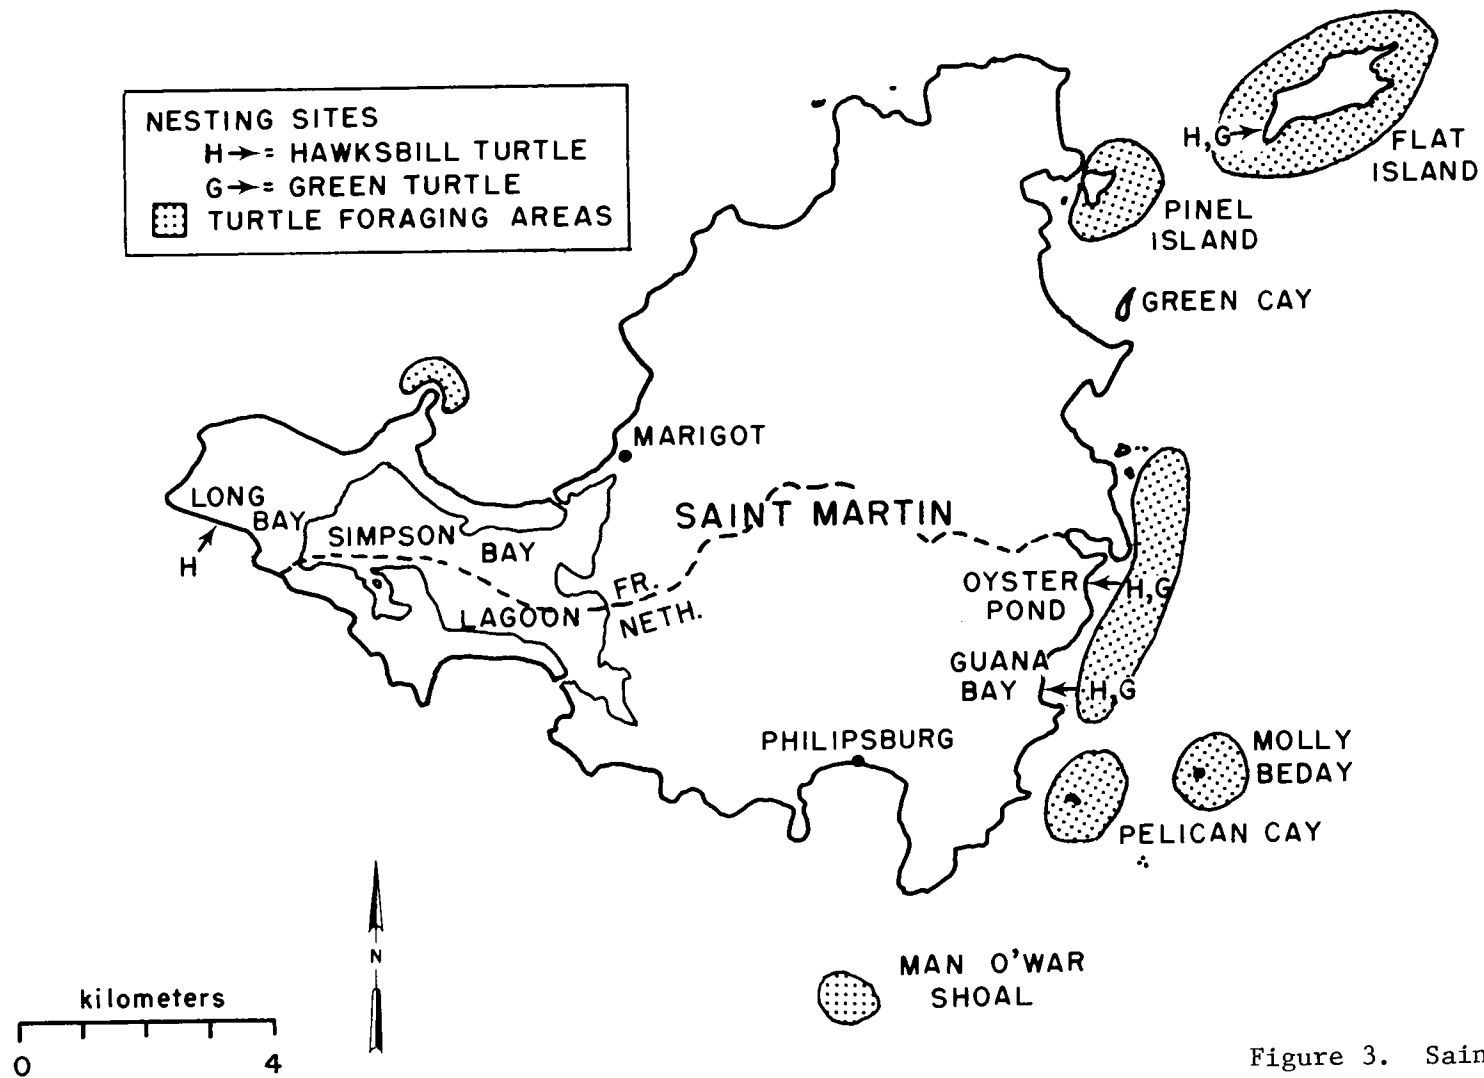 NESTING SITES
H→= HAWKSBILL TURTLE
G→= GREEN TURTLE
TURTLE FORAGING AREAS
H,G→
FLAT
ISLAND
PINEL
ISLAND
GREEN CAY
MARIGOT
LONG
BAY
H
SIMPSON
BAY
LAGOON
SAINT MARTIN
FR.
NETH.
OYSTER
POND
←H,G
GUANA
BAY
←H,G
PHILIPSBURG
MOLLY
BEDAY
PELICAN CAY
MAN O'WAR
SHOAL
N
kilometers
0 4
Figure 3. Sain